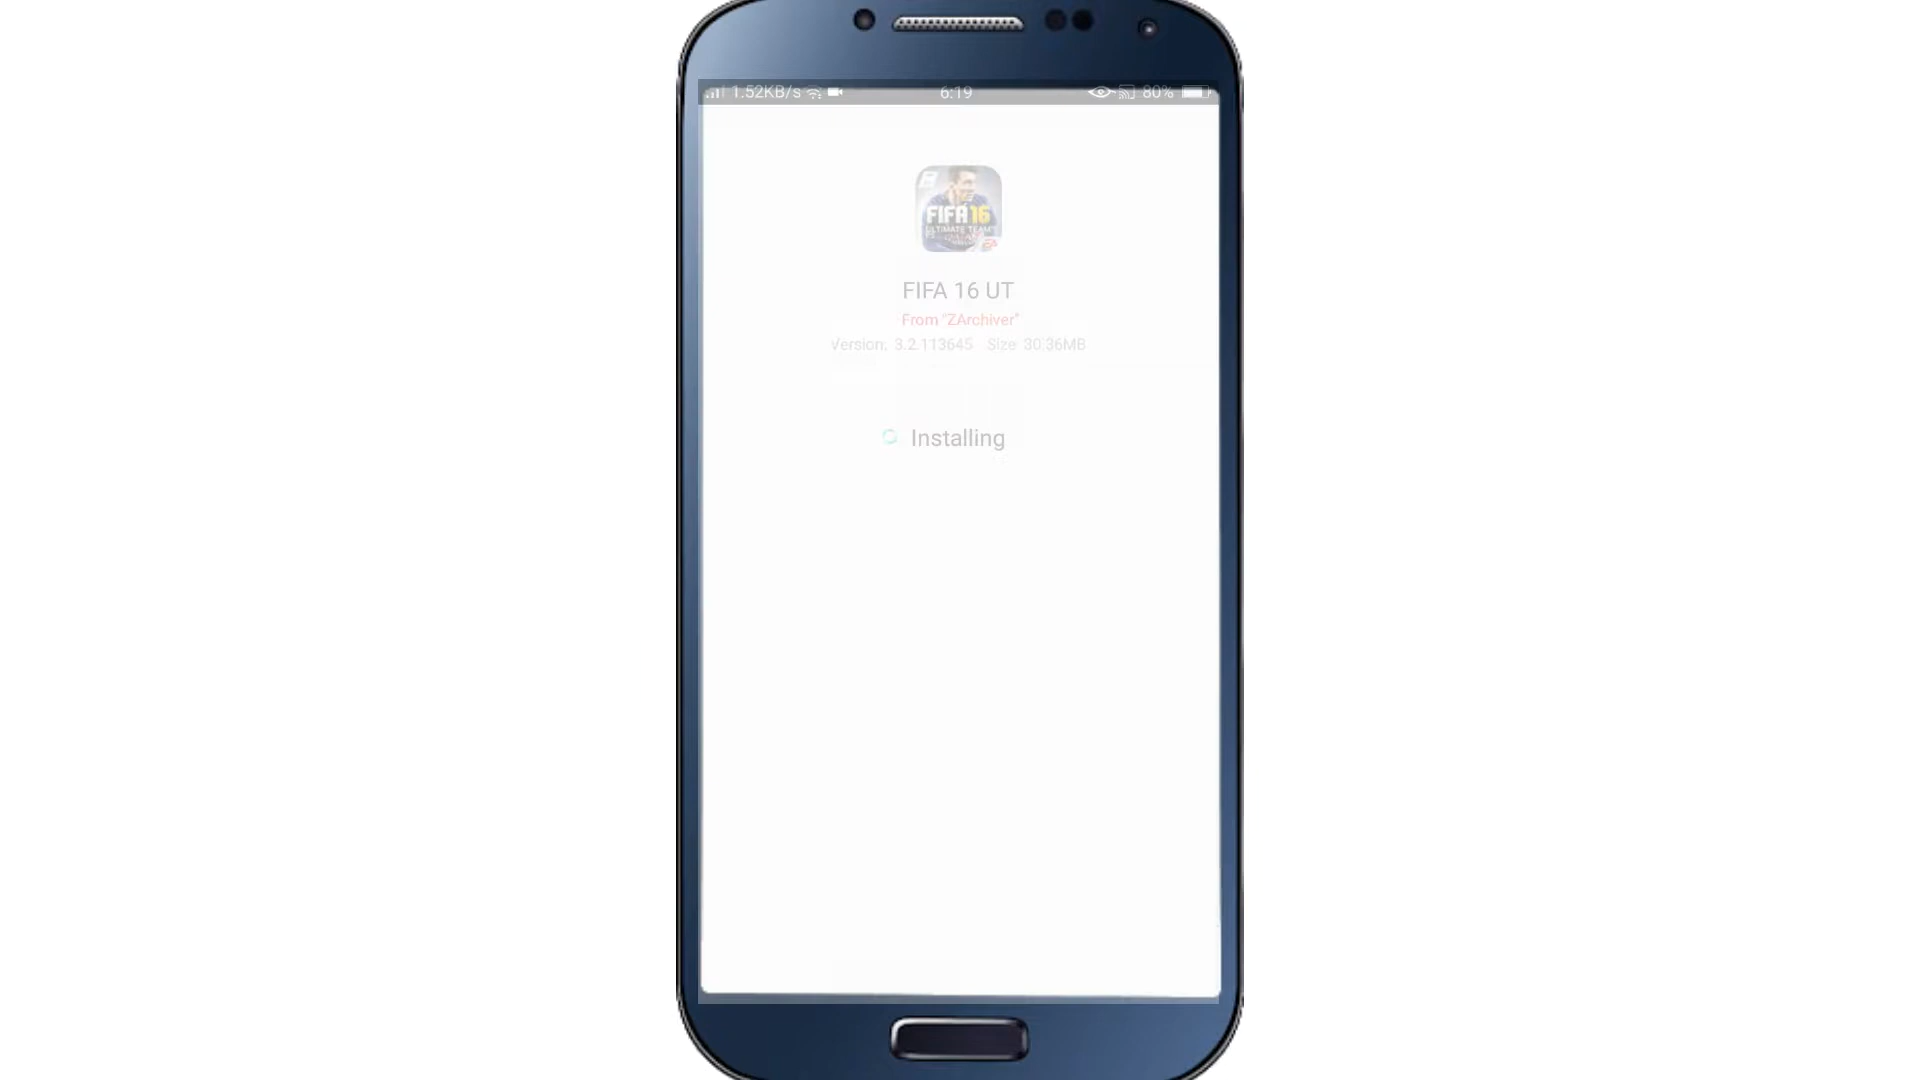 1.52KB/s 6:19 80%
FIFA 16
ULTIMATE TEAM
EA
FIFA 16 UT
From "ZArchiver"
Version: 3.2.113645 Size: 30.36MB
Installing